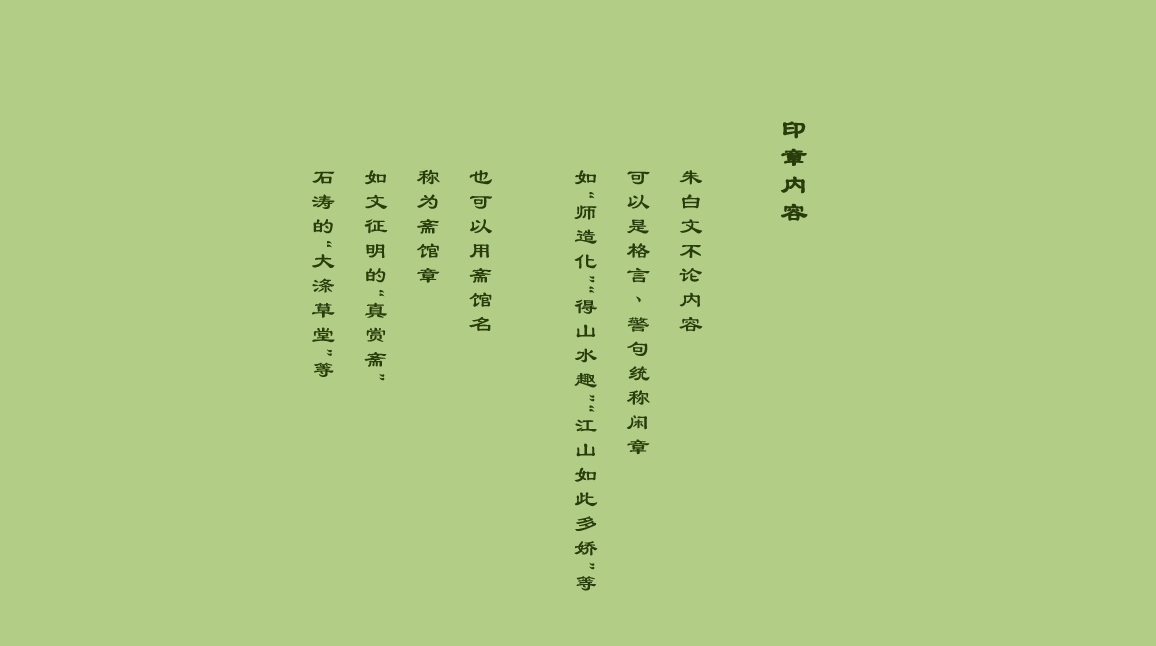 印章内容
朱白文不论内容
可以是格言、警句统称闲章
如“师造化”“得山水趣”“江山如此多娇”等
也可以用斋馆名
称为斋馆章
如文征明的“真赏斋”
石涛的“大涤草堂”等